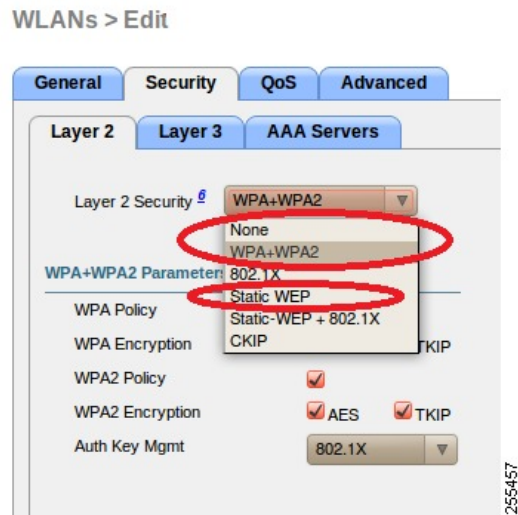 WLANs > Edit
General Security QoS Advanced
Layer 2 Layer 3 AAA Servers
Layer 2 Security 6 WPA+WPA2
None
WPA+WPA2
WPA+WPA2 Parameters 802.1X
Static WEP
WPA Policy Static-WEP + 802.1X
WPA Encryption CKIP TKIP
WPA2 Policy
WPA2 Encryption AES TKIP
Auth Key Mgmt 802.1X
255457